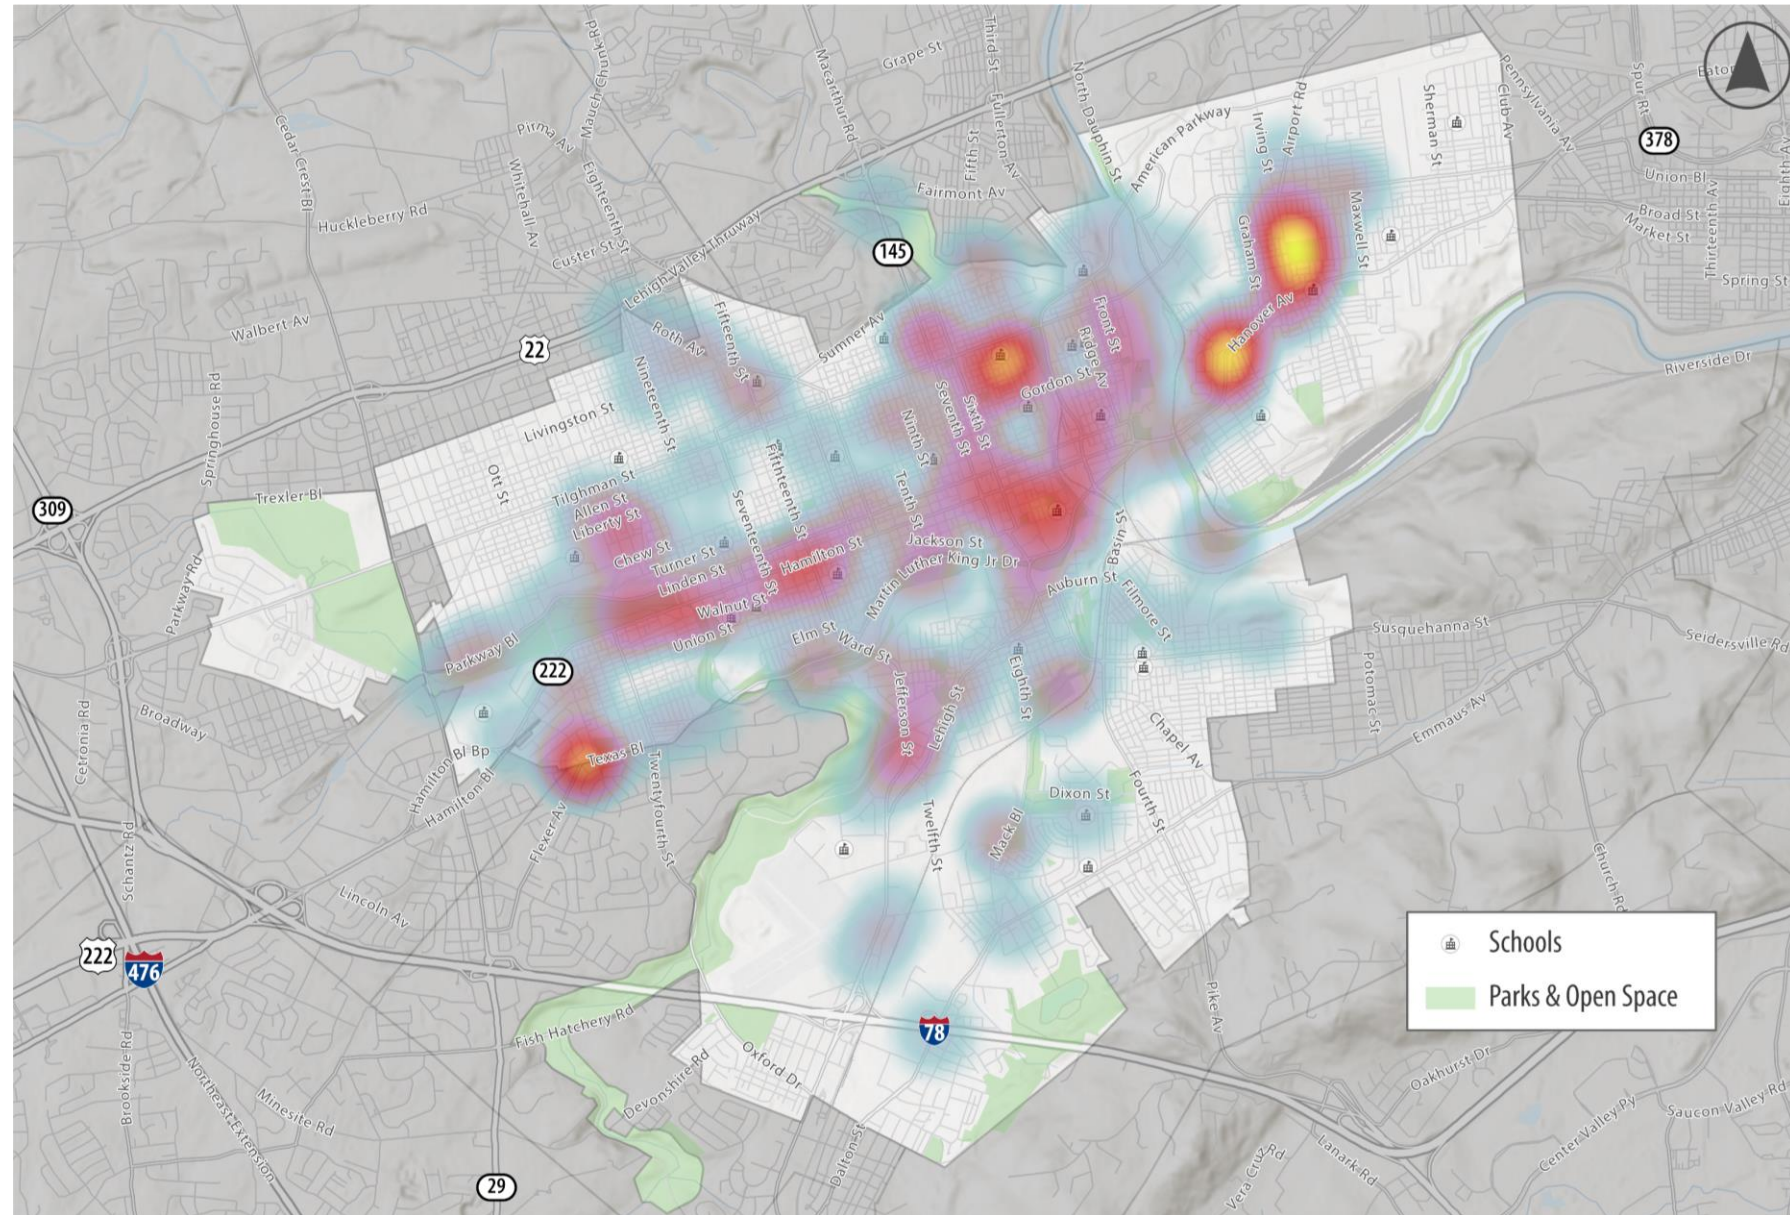 Mauch Chunk Rd
Third St
Grape St
Macarthur Rd
Pennsylvania Av
Spur Rt
Club Av
North Dauphin St
Airport Rd
Sherman St
Fullerton Av
Cedar Crest Bl
Pirma Av
American Parkway
Irving St
378
Fifth St
Whitehall Av
Eighteenth St
Fairmont Av
Union Bl
Thirteenth Av
Eighth Av
Huckleberry Rd
Maxwell St
Broad St
Market St
Graham St
Custer St
Lehigh Valley Thruway
145
Spring St
Walbert Av
Roth Av
Fifteenth St
Sumner Av
Front St
Hanover Av
22
Ridge Av
Riverside Dr
Springhouse Rd
Nineteenth St
Gordon St
Livingston St
Seventh St
Sixth St
Ninth St
Ott St
Tilghman St
Fifthteenth St
Trexler Bl
Allen St
Liberty St
Seventeenth St
Tenth St
309
Chew St
Turner St
Hamilton St
Jackson St
Basin St
Linden St
Martin Luther King Jr Dr
Parkway Rd
Walnut St
Auburn St
Filmore St
Union St
Elm St
Ward St
Susquehanna St
Seidersville Rd
Parkway Bl
222
Jefferson St
Lehigh St
Eighth St
Potomac St
Emmaus Av
Cetronia Rd
Broadway
Chapel Av
Hamilton Bl Bp
Texas Bl
Hamilton Bl
Twentyfourth St
Dixon St
Fourth St
Flexer Av
Twelfth St
Mack Bl
Schantz Rd
Church Rd
Lincoln Av
222
476
Schools
Parks & Open Space
Pike Av
Fish Hatchery Rd
78
Brookside Rd
Northeast Extension
Oxford Dr
Devonshire Rd
Oakhurst Dr
Minesite Rd
Center Valley Py
Saucon Valley Rd
Dalton St
Lanark Rd
Vera Cruz Rd
29